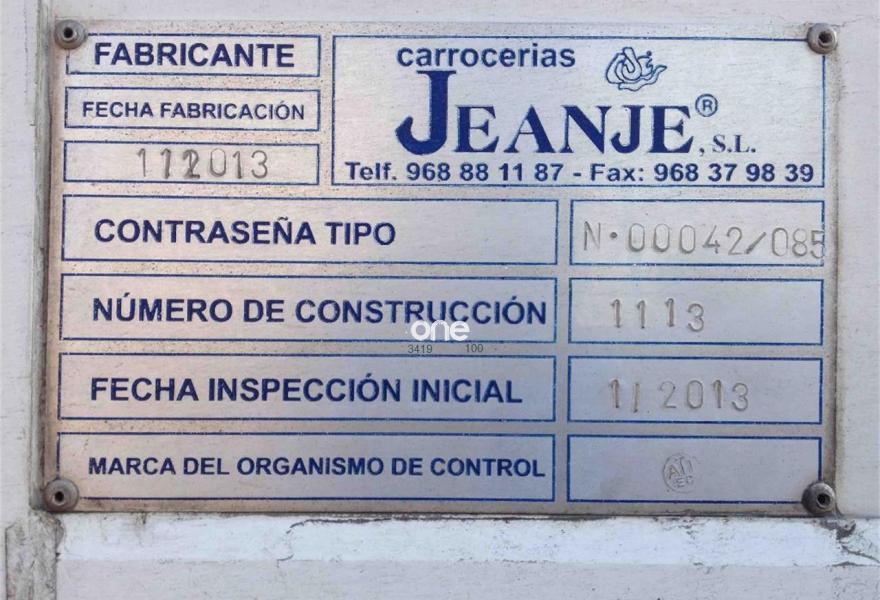 FABRICANTE
carrocerias
JEANJE®, S.L.
Telf. 968 88 11 87 - Fax: 968 37 98 39
FECHA FABRICACIÓN
112013
CONTRASEÑA TIPO
N·00042/085
NÚMERO DE CONSTRUCCIÓN
1113
one
3419 100
FECHA INSPECCIÓN INICIAL
1/2013
MARCA DEL ORGANISMO DE CONTROL